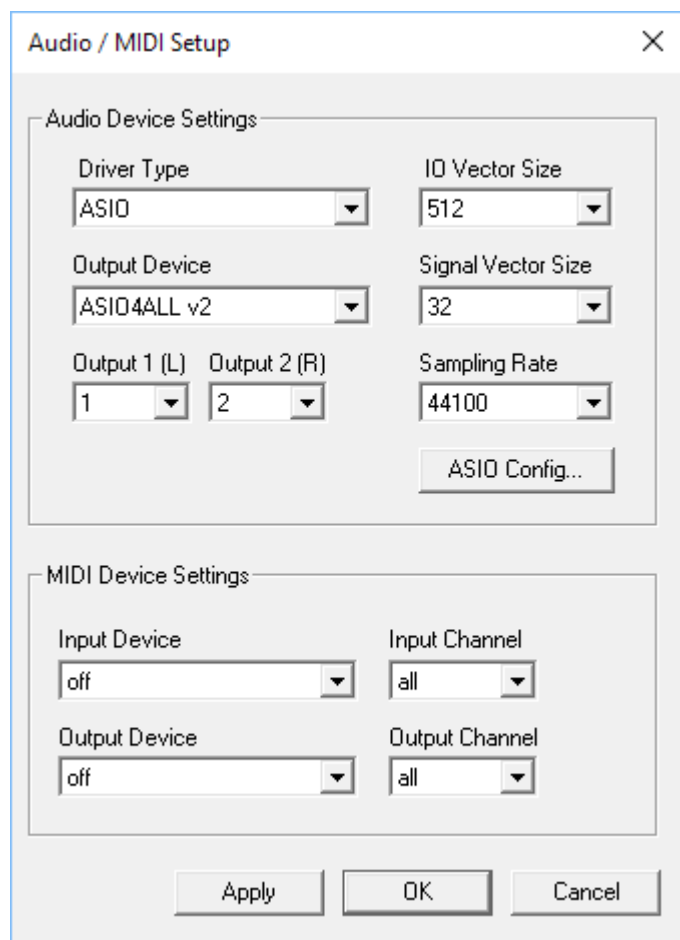 Audio / MIDI Setup
Audio Device Settings
Driver Type
IO Vector Size
ASIO
512
Output Device
Signal Vector Size
ASIO4ALL v2
32
Output 1 (L)
Output 2 (R)
Sampling Rate
1
2
44100
ASIO Config...
MIDI Device Settings
Input Device
Input Channel
off
all
Output Device
Output Channel
off
all
Apply
OK
Cancel